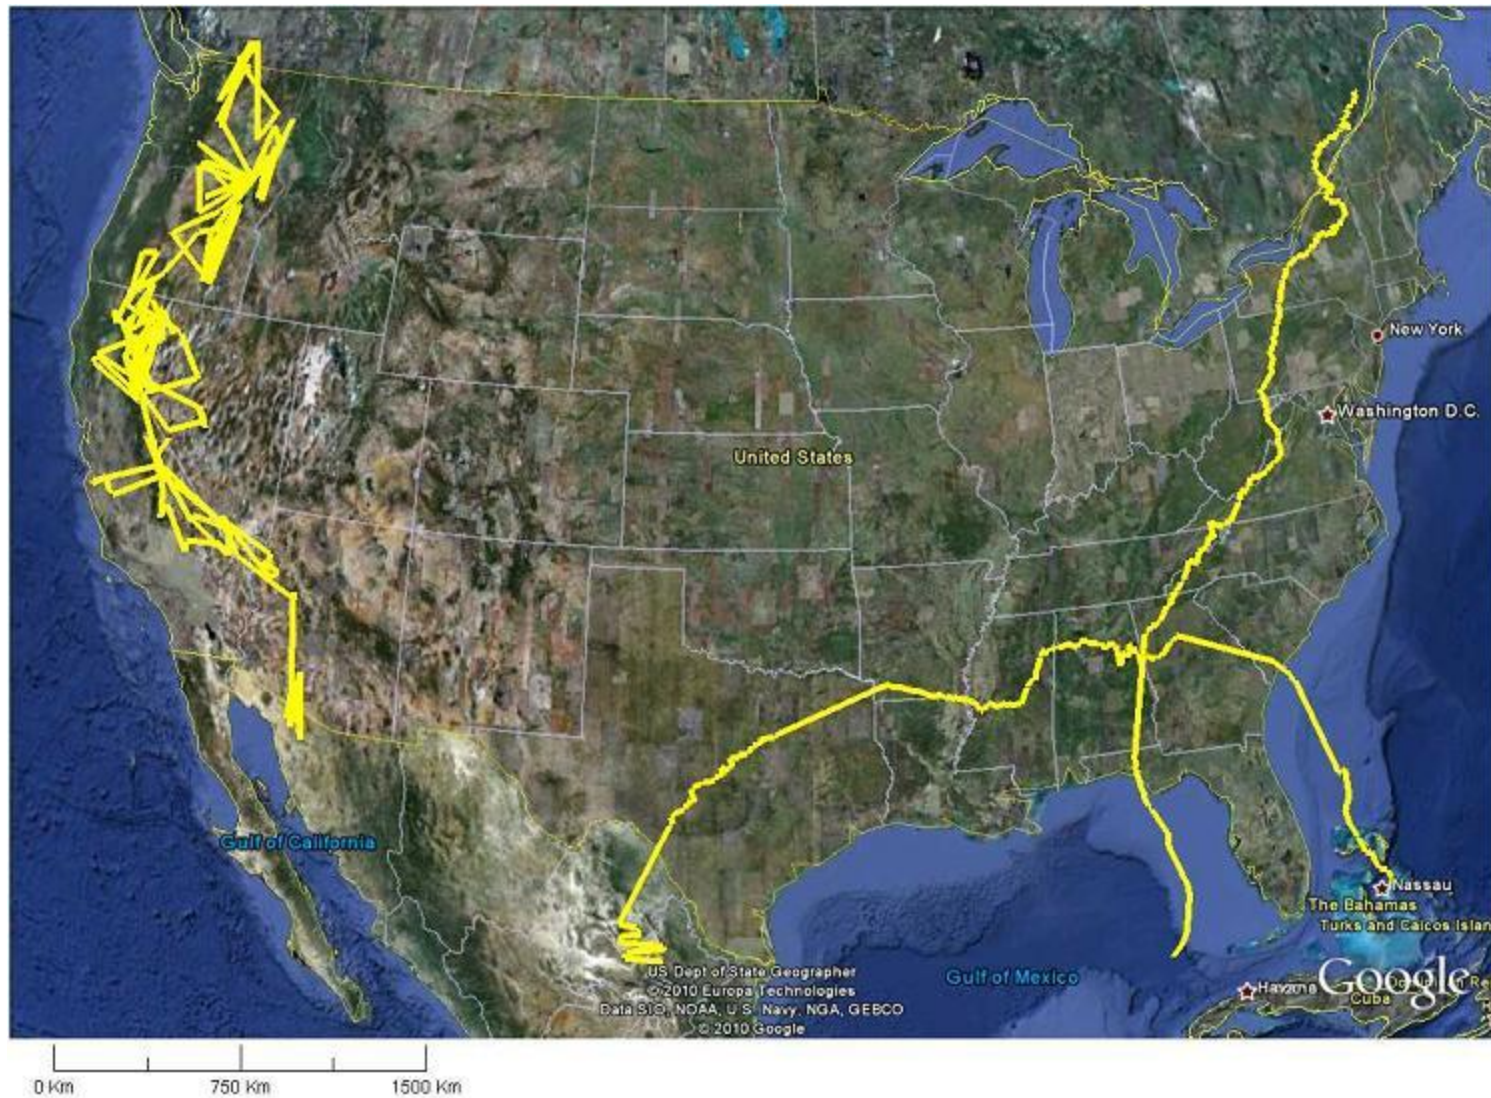 New York
Washington D.C.
United States
Gulf of California
Nassau
The Bahamas
Turks and Caicos Islan
US Dept of State Geographer
© 2010 Europa Technologies
Data SIO, NOAA, U.S. Navy, NGA, GEBCO
© 2010 Google
Gulf of Mexico
Havana
Google
Dominican Re
Cuba
0 Km
750 Km
1500 Km